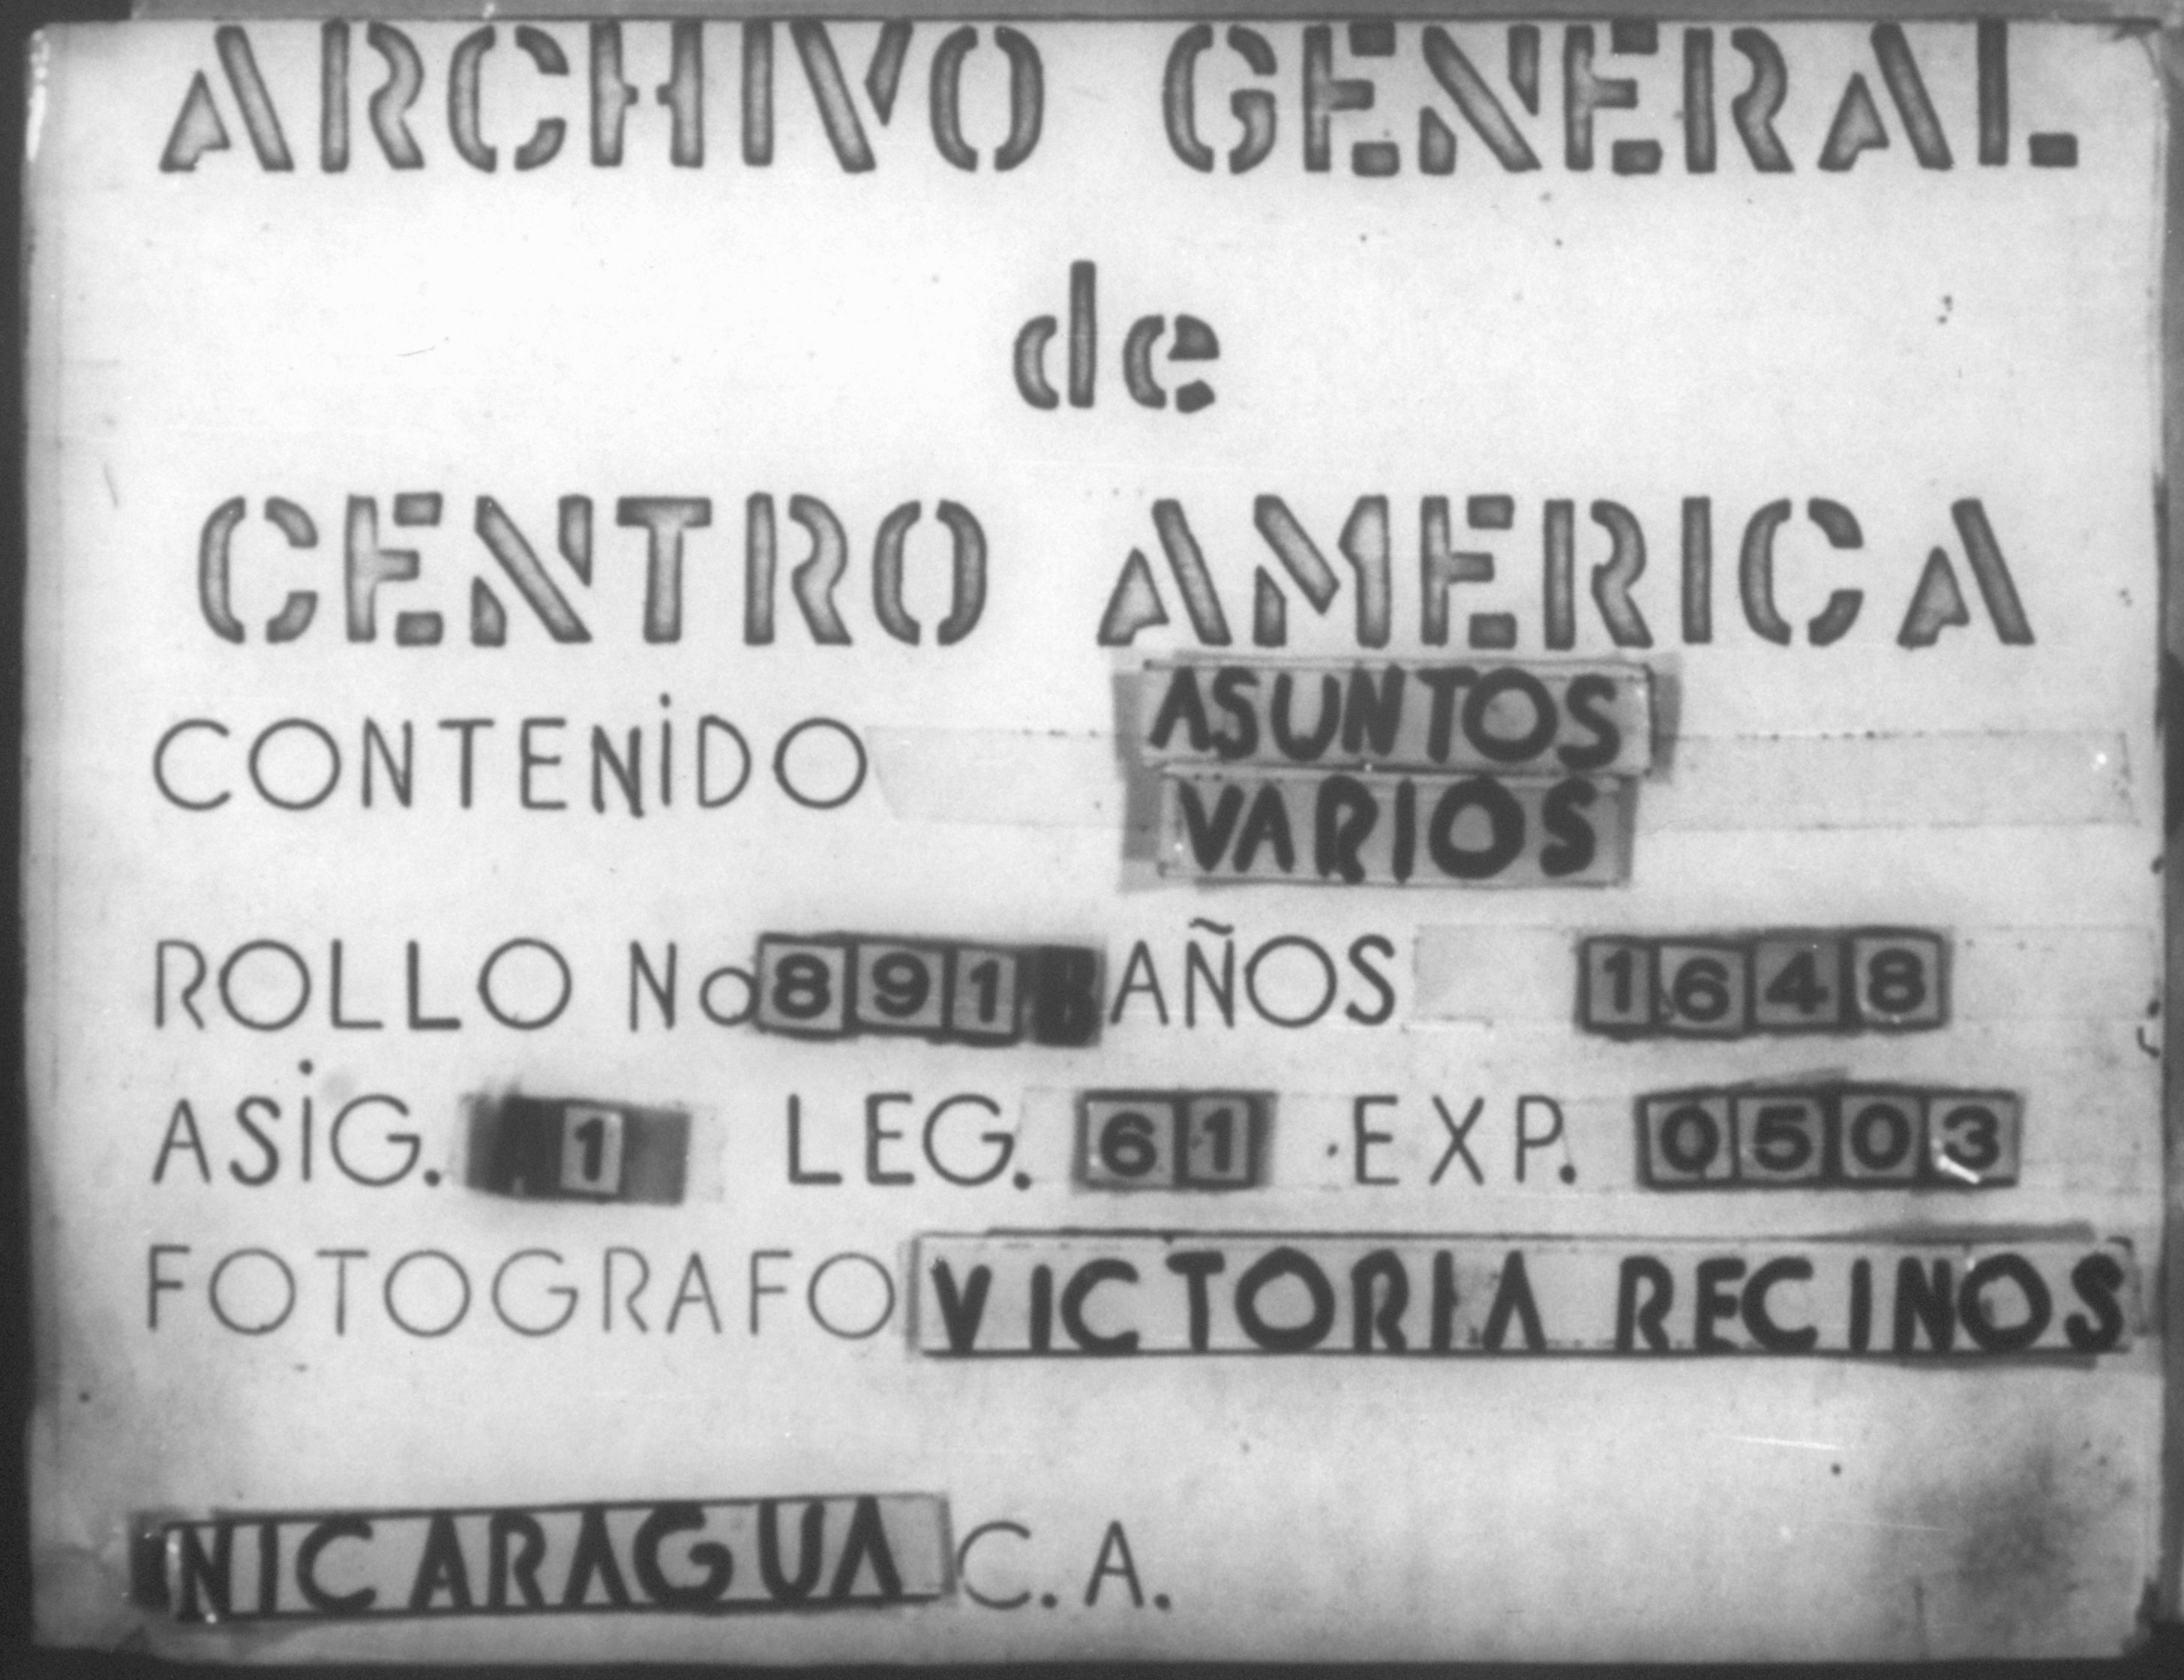 ARCHIVO GENERAL
de
CENTRO AMERICA
CONTENIDO ASUNTOS
VARIOS
ROLLO No 891 AÑOS 1648
ASIG. 1 LEG. 61 EXP. 0503
FOTOGRAFO VICTORIA RECINOS
NICARAGUA C. A.